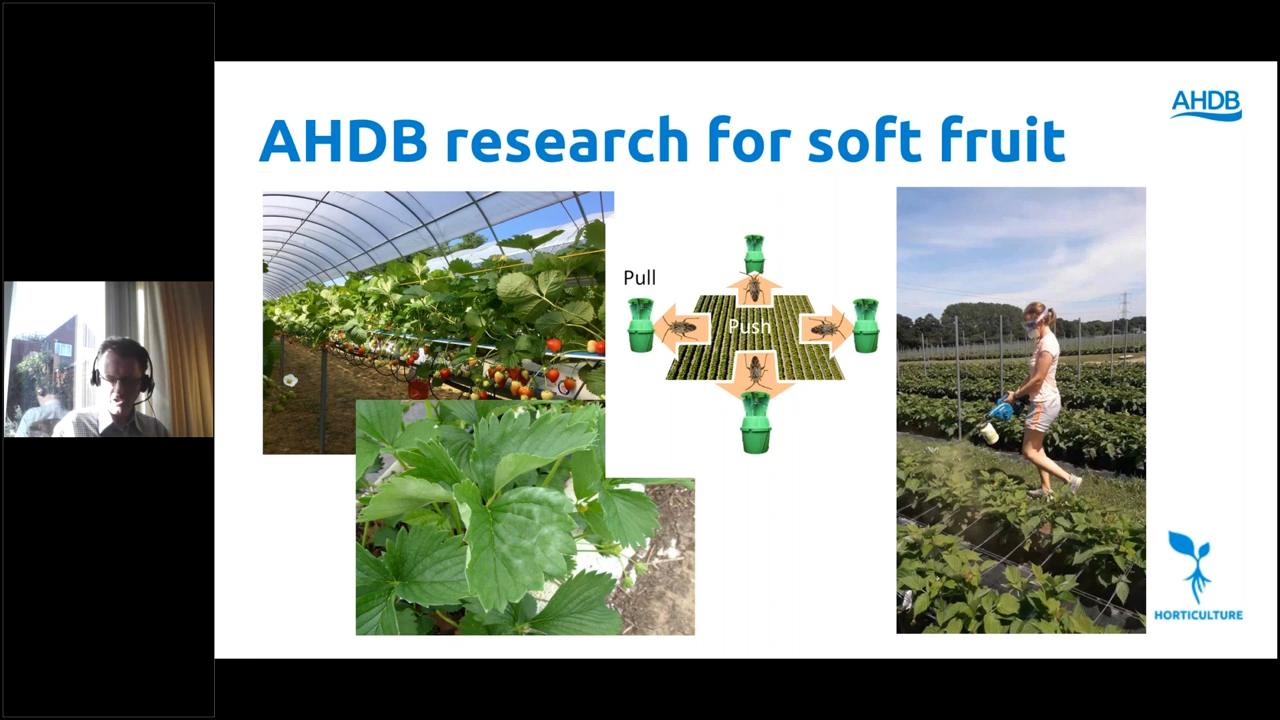 AHDB
AHDB research for soft fruit
Pull
Push
HORTICULTURE